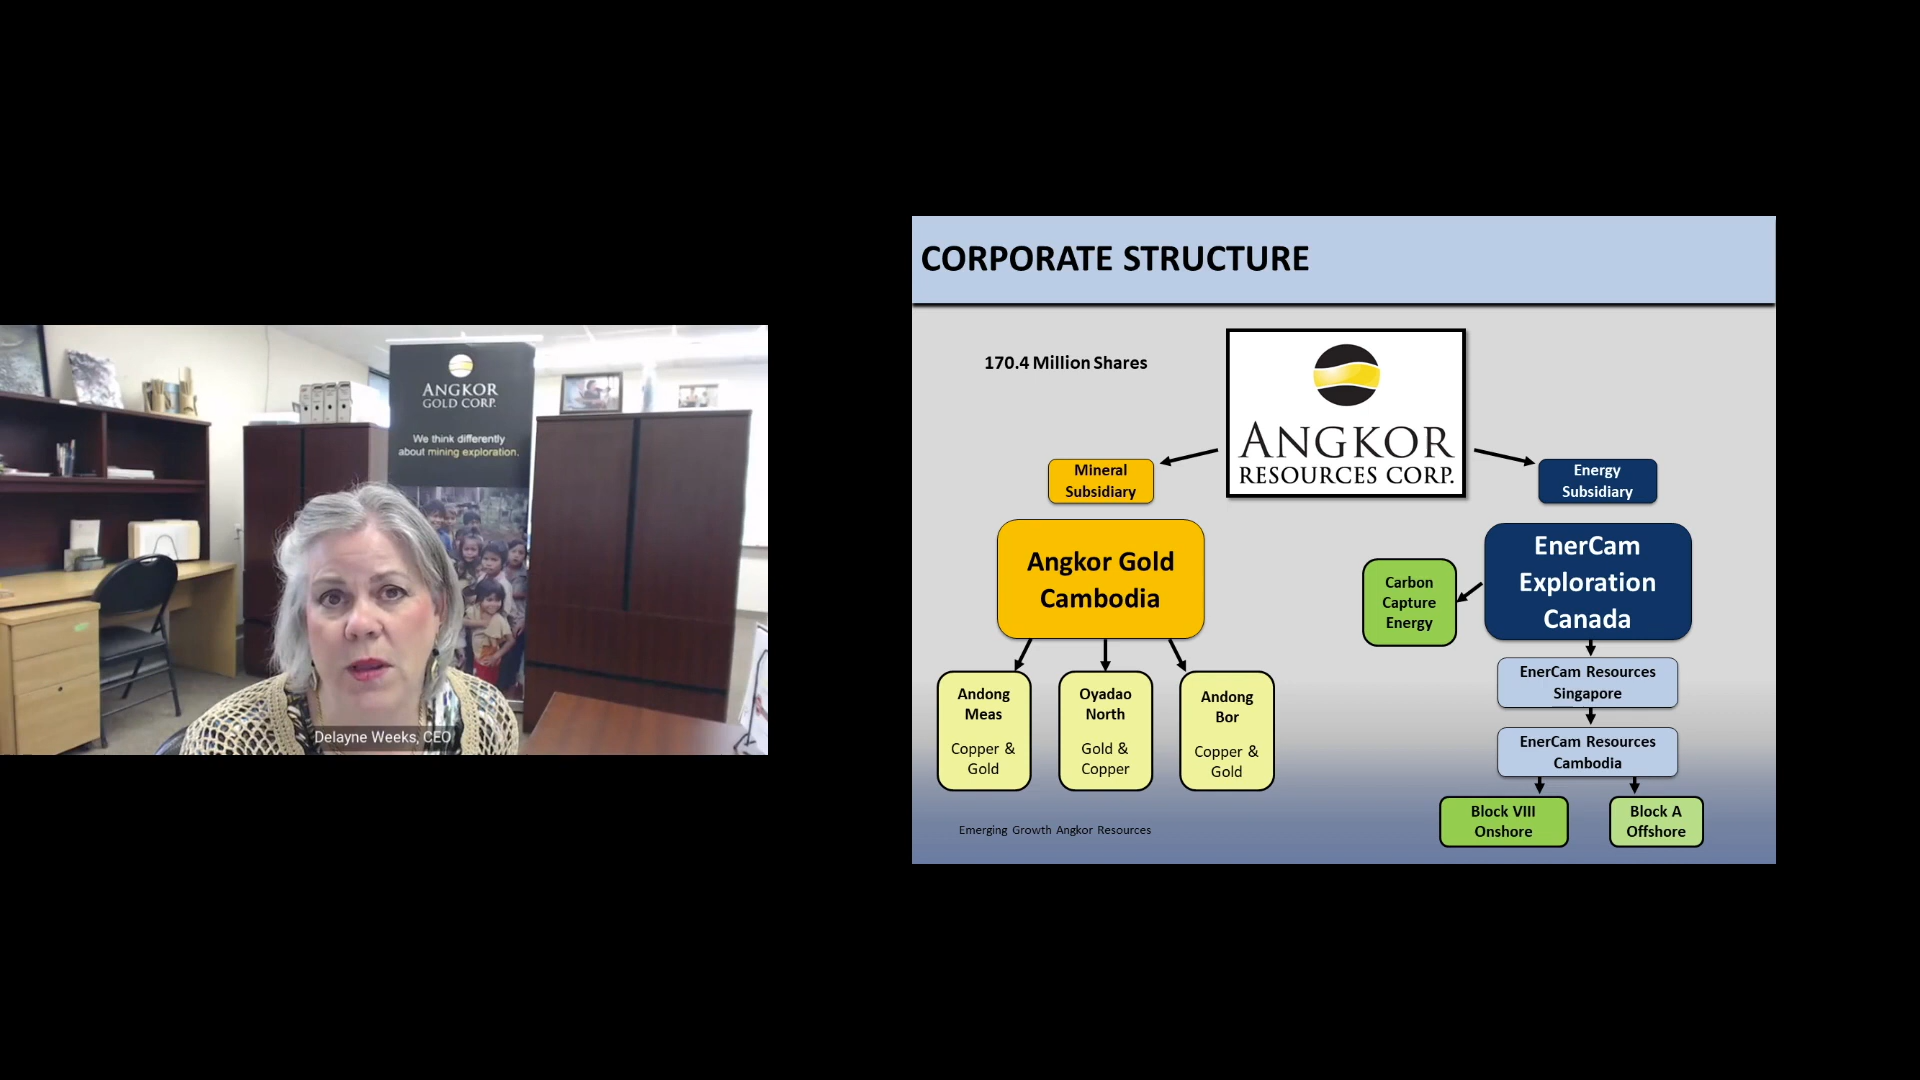 ANGKOR
GOLD CORP.
We think differently
about mining exploration.
Delayne Weeks, CEO
CORPORATE STRUCTURE
170.4 Million Shares
ANGKOR
RESOURCES CORP.
Mineral
Subsidiary
Energy
Subsidiary
Angkor Gold
Cambodia
EnerCam
Exploration
Canada
Carbon
Capture
Energy
Andong
Meas
Copper &
Gold
Oyadao
North
Gold &
Copper
Andong
Bor
Copper &
Gold
EnerCam Resources
Singapore
EnerCam Resources
Cambodia
Block VIII
Onshore
Block A
Offshore
Emerging Growth Angkor Resources